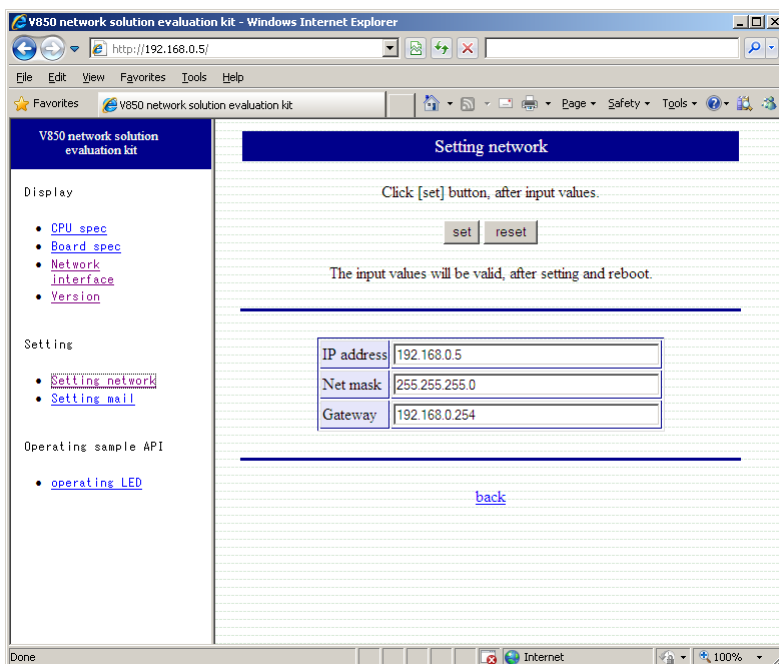 V850 network solution evaluation kit - Windows Internet Explorer
http://192.168.0.5/
File Edit View Favorites Tools Help
Favorites V850 network solution evaluation kit Page Safety Tools
V850 network solution
evaluation kit
Display
CPU spec
Board spec
Network
interface
Version
Setting
Setting network
Setting mail
Operating sample API
operating LED
Setting network
Click [set] button, after input values.
set reset
The input values will be valid, after setting and reboot.
IP address 192.168.0.5
Net mask 255.255.255.0
Gateway 192.168.0.254
back
Done Internet 100%